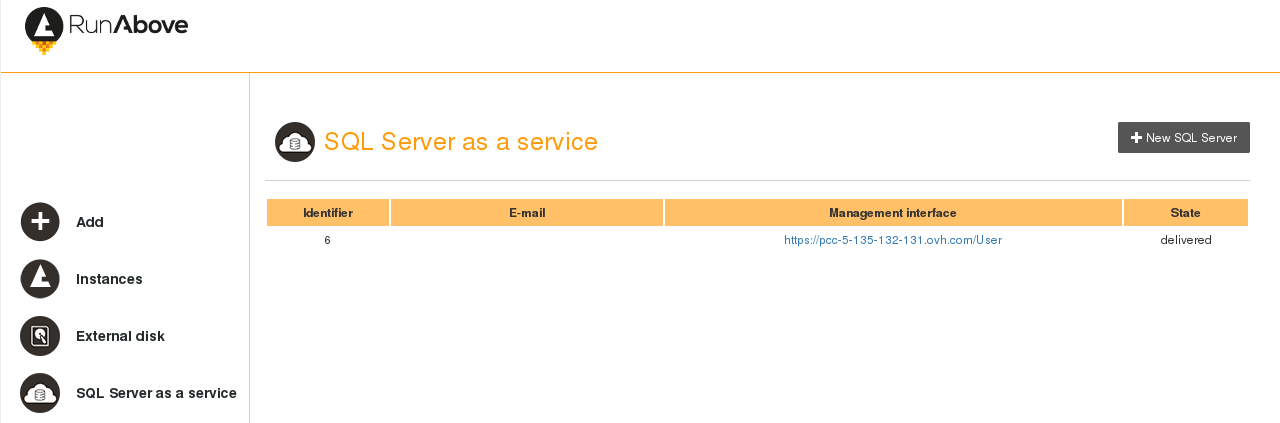 RunAbove
SQL Server as a service
New SQL Server
Identifier E-mail Management interface State
6 https://pcc-5-135-132-131.ovh.com/User delivered
Add
Instances
External disk
SQL Server as a service